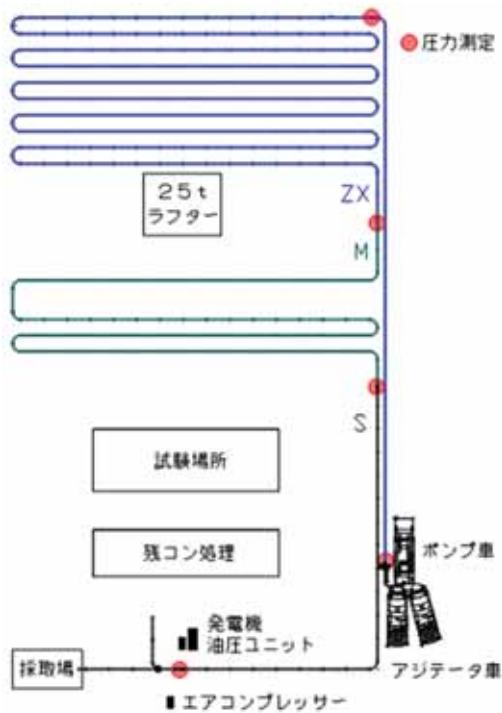 圧力測定
25t
ラフター
ZX
M
S
試験場所
残コン処理
ポンプ車
発電機
油圧ユニット
採取場
アジテータ車
エアコンプレッサー